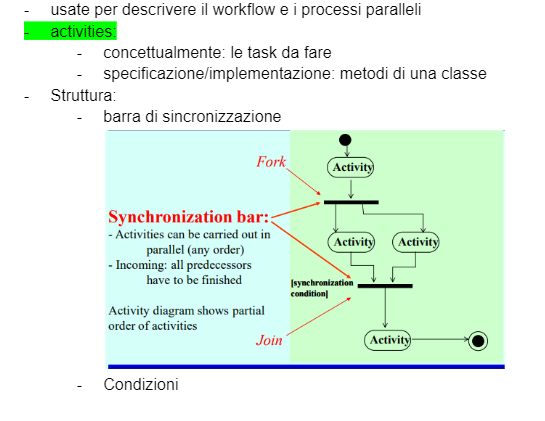 - usate per descrivere il workflow e i processi paralleli
- activities:
- concettualmente: le task da fare
- specificazione/implementazione: metodi di una classe
- Struttura:
- barra di sincronizzazione
Fork
Activity
Synchronization bar:
- Activities can be carried out in
parallel (any order)
- Incoming: all predecessors
have to be finished
Activity Activity
[synchronization
condition]
Activity diagram shows partial
order of activities
Join
Activity
- Condizioni